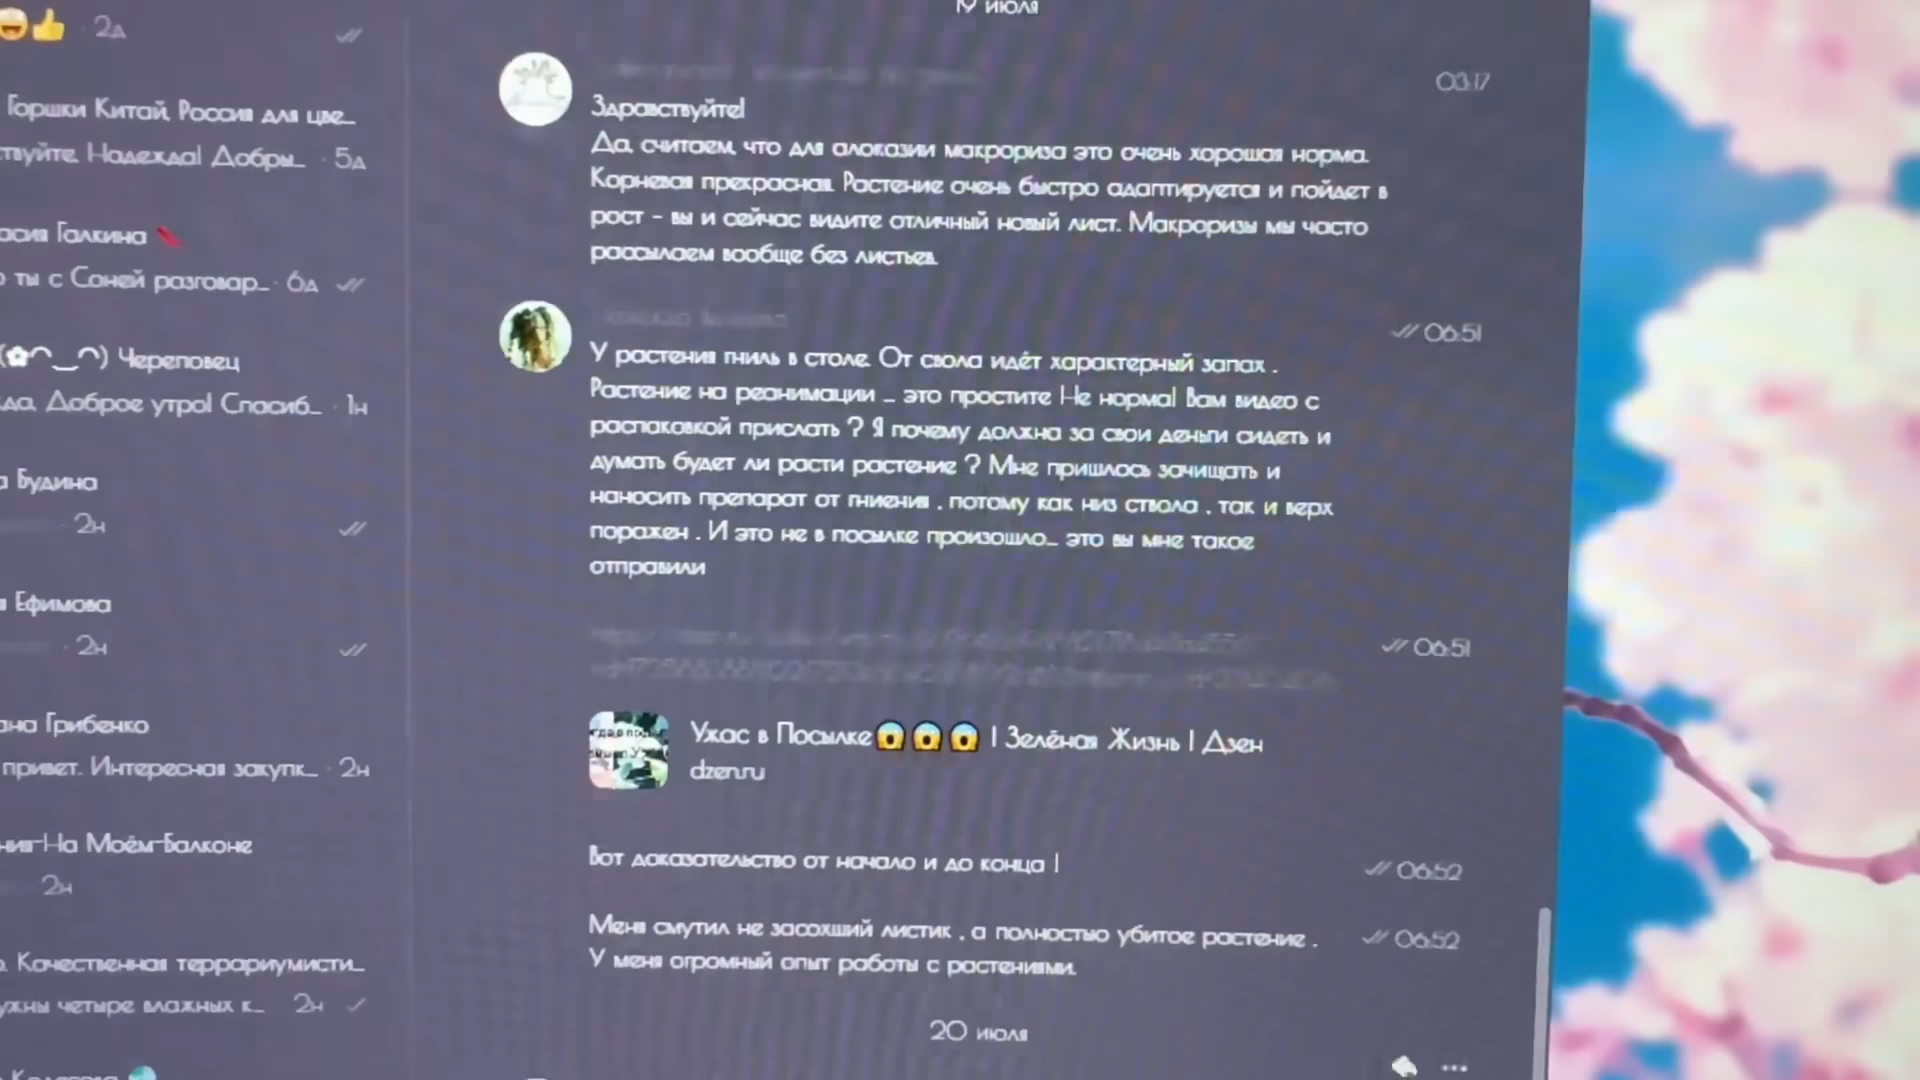 2д
Горшки Китай, Россия для цве...
ствуйте, Надежда! Добры... · 5д
асия Галкина
о ты с Соней разговар... · 6д
Череповец
да, Доброе утро! Спасиб... · 1н
а Будина
2н
я Ефимова
2н
ана Грибенко
привет. Интересная закупк... · 2н
ния-На Моём-Балконе
2н
Качественная террариумисти...
ужны четыре влажных к... 2н
19 июля
03:17
Здравствуйте!
Да, считаем, что для алоказии макрориза это очень хорошая норма.
Корневая прекрасная. Растение очень быстро адаптируется и пойдет в
рост - вы и сейчас видите отличный новый лист. Макроризы мы часто
рассылаем вообще без листьев.
06:51
У растения гниль в столе. От свола идёт характерный запах .
Растение на реанимации ... это простите Не норма! Вам видео с
распаковкой прислать ? Я почему должна за свои деньги сидеть и
думать будет ли расти растение ? Мне пришлось зачищать и
наносить препарат от гниения , потому как низ ствола , так и верх
поражен . И это не в посылке произошло... это вы мне такое
отправили
06:51
Ужас в Посылке😱😱😱 | Зелёная Жизнь | Дзен
dzen.ru
Вот доказательство от начало и до конца !
06:52
Меня смутил не засохший листик , а полностью убитое растение .
06:52
У меня огромный опыт работы с растениями.
20 июля